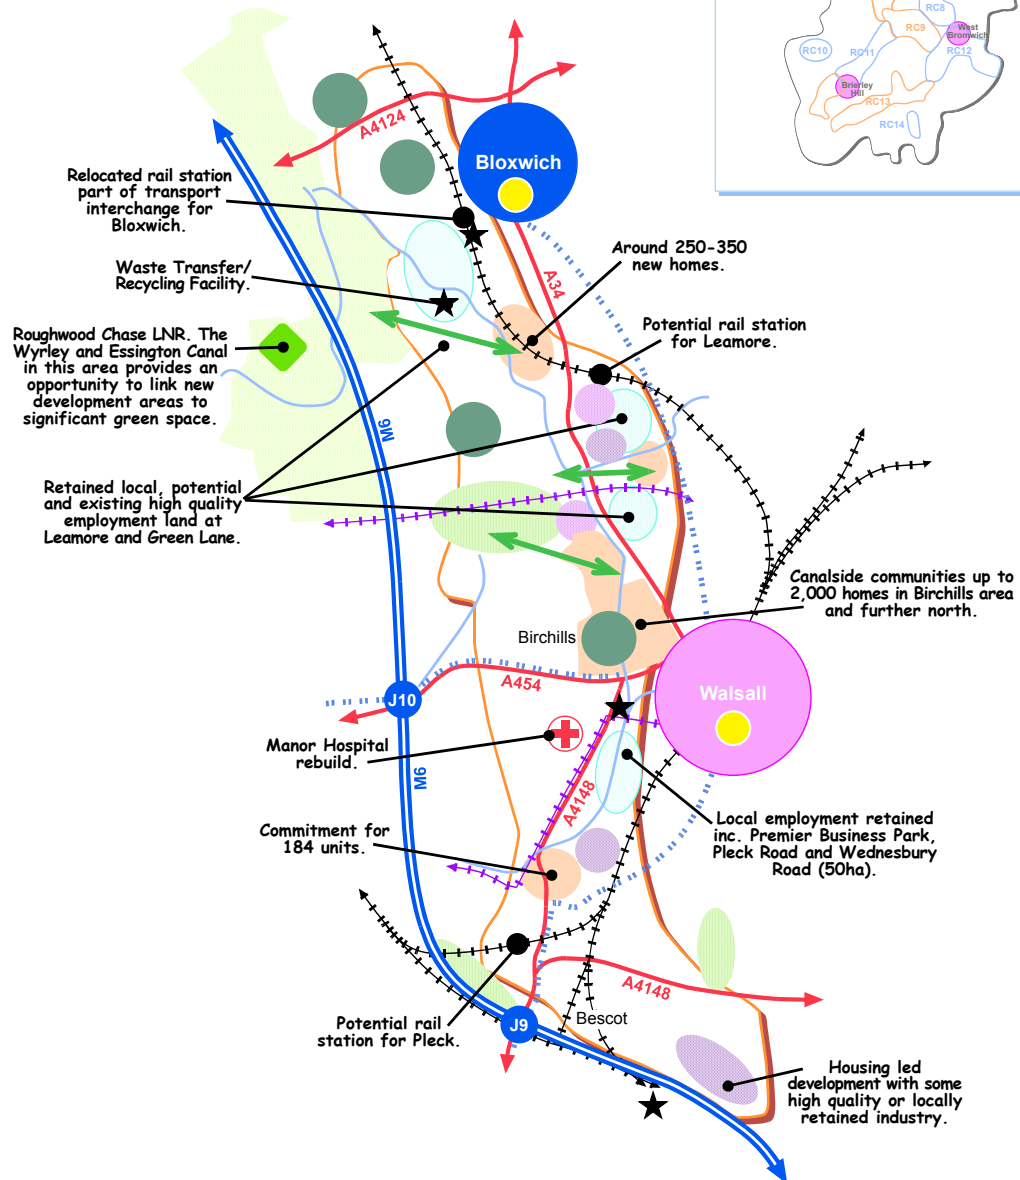 RC8
RC9
West
Bromwich
RC10
RC11
RC12
Brierley
Hill
RC13
RC14
A4124
Bloxwich
Relocated rail station
part of transport
interchange for
Bloxwich.
Around 250-350
new homes.
Waste Transfer/
Recycling Facility.
A34
Potential rail station
for Leamore.
Roughwood Chase LNR. The
Wyrley and Essington Canal
in this area provides an
opportunity to link new
development areas to
significant green space.
M6
Retained local, potential
and existing high quality
employment land at
Leamore and Green Lane.
Canalside communities up to
2,000 homes in Birchills area
and further north.
Birchills
A454
J10
Walsall
Manor Hospital
rebuild.
M6
A4148
Commitment for
184 units.
Local employment retained
inc. Premier Business Park,
Pleck Road and Wednesbury
Road (50ha).
A4148
Potential rail
station for Pleck.
J9
Bescot
Housing led
development with some
high quality or locally
retained industry.